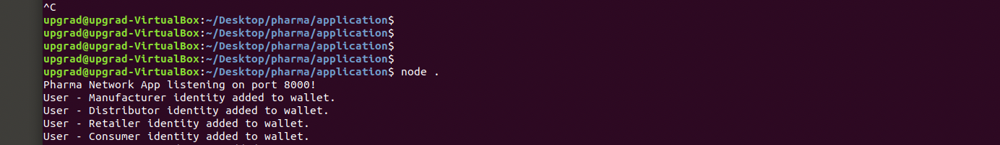 ^C
upgrad@upgrad-VirtualBox:~/Desktop/pharma/application$
upgrad@upgrad-VirtualBox:~/Desktop/pharma/application$
upgrad@upgrad-VirtualBox:~/Desktop/pharma/application$
upgrad@upgrad-VirtualBox:~/Desktop/pharma/application$
upgrad@upgrad-VirtualBox:~/Desktop/pharma/application$ node .
Pharma Network App listening on port 8000!
User - Manufacturer identity added to wallet.
User - Distributor identity added to wallet.
User - Retailer identity added to wallet.
User - Consumer identity added to wallet.